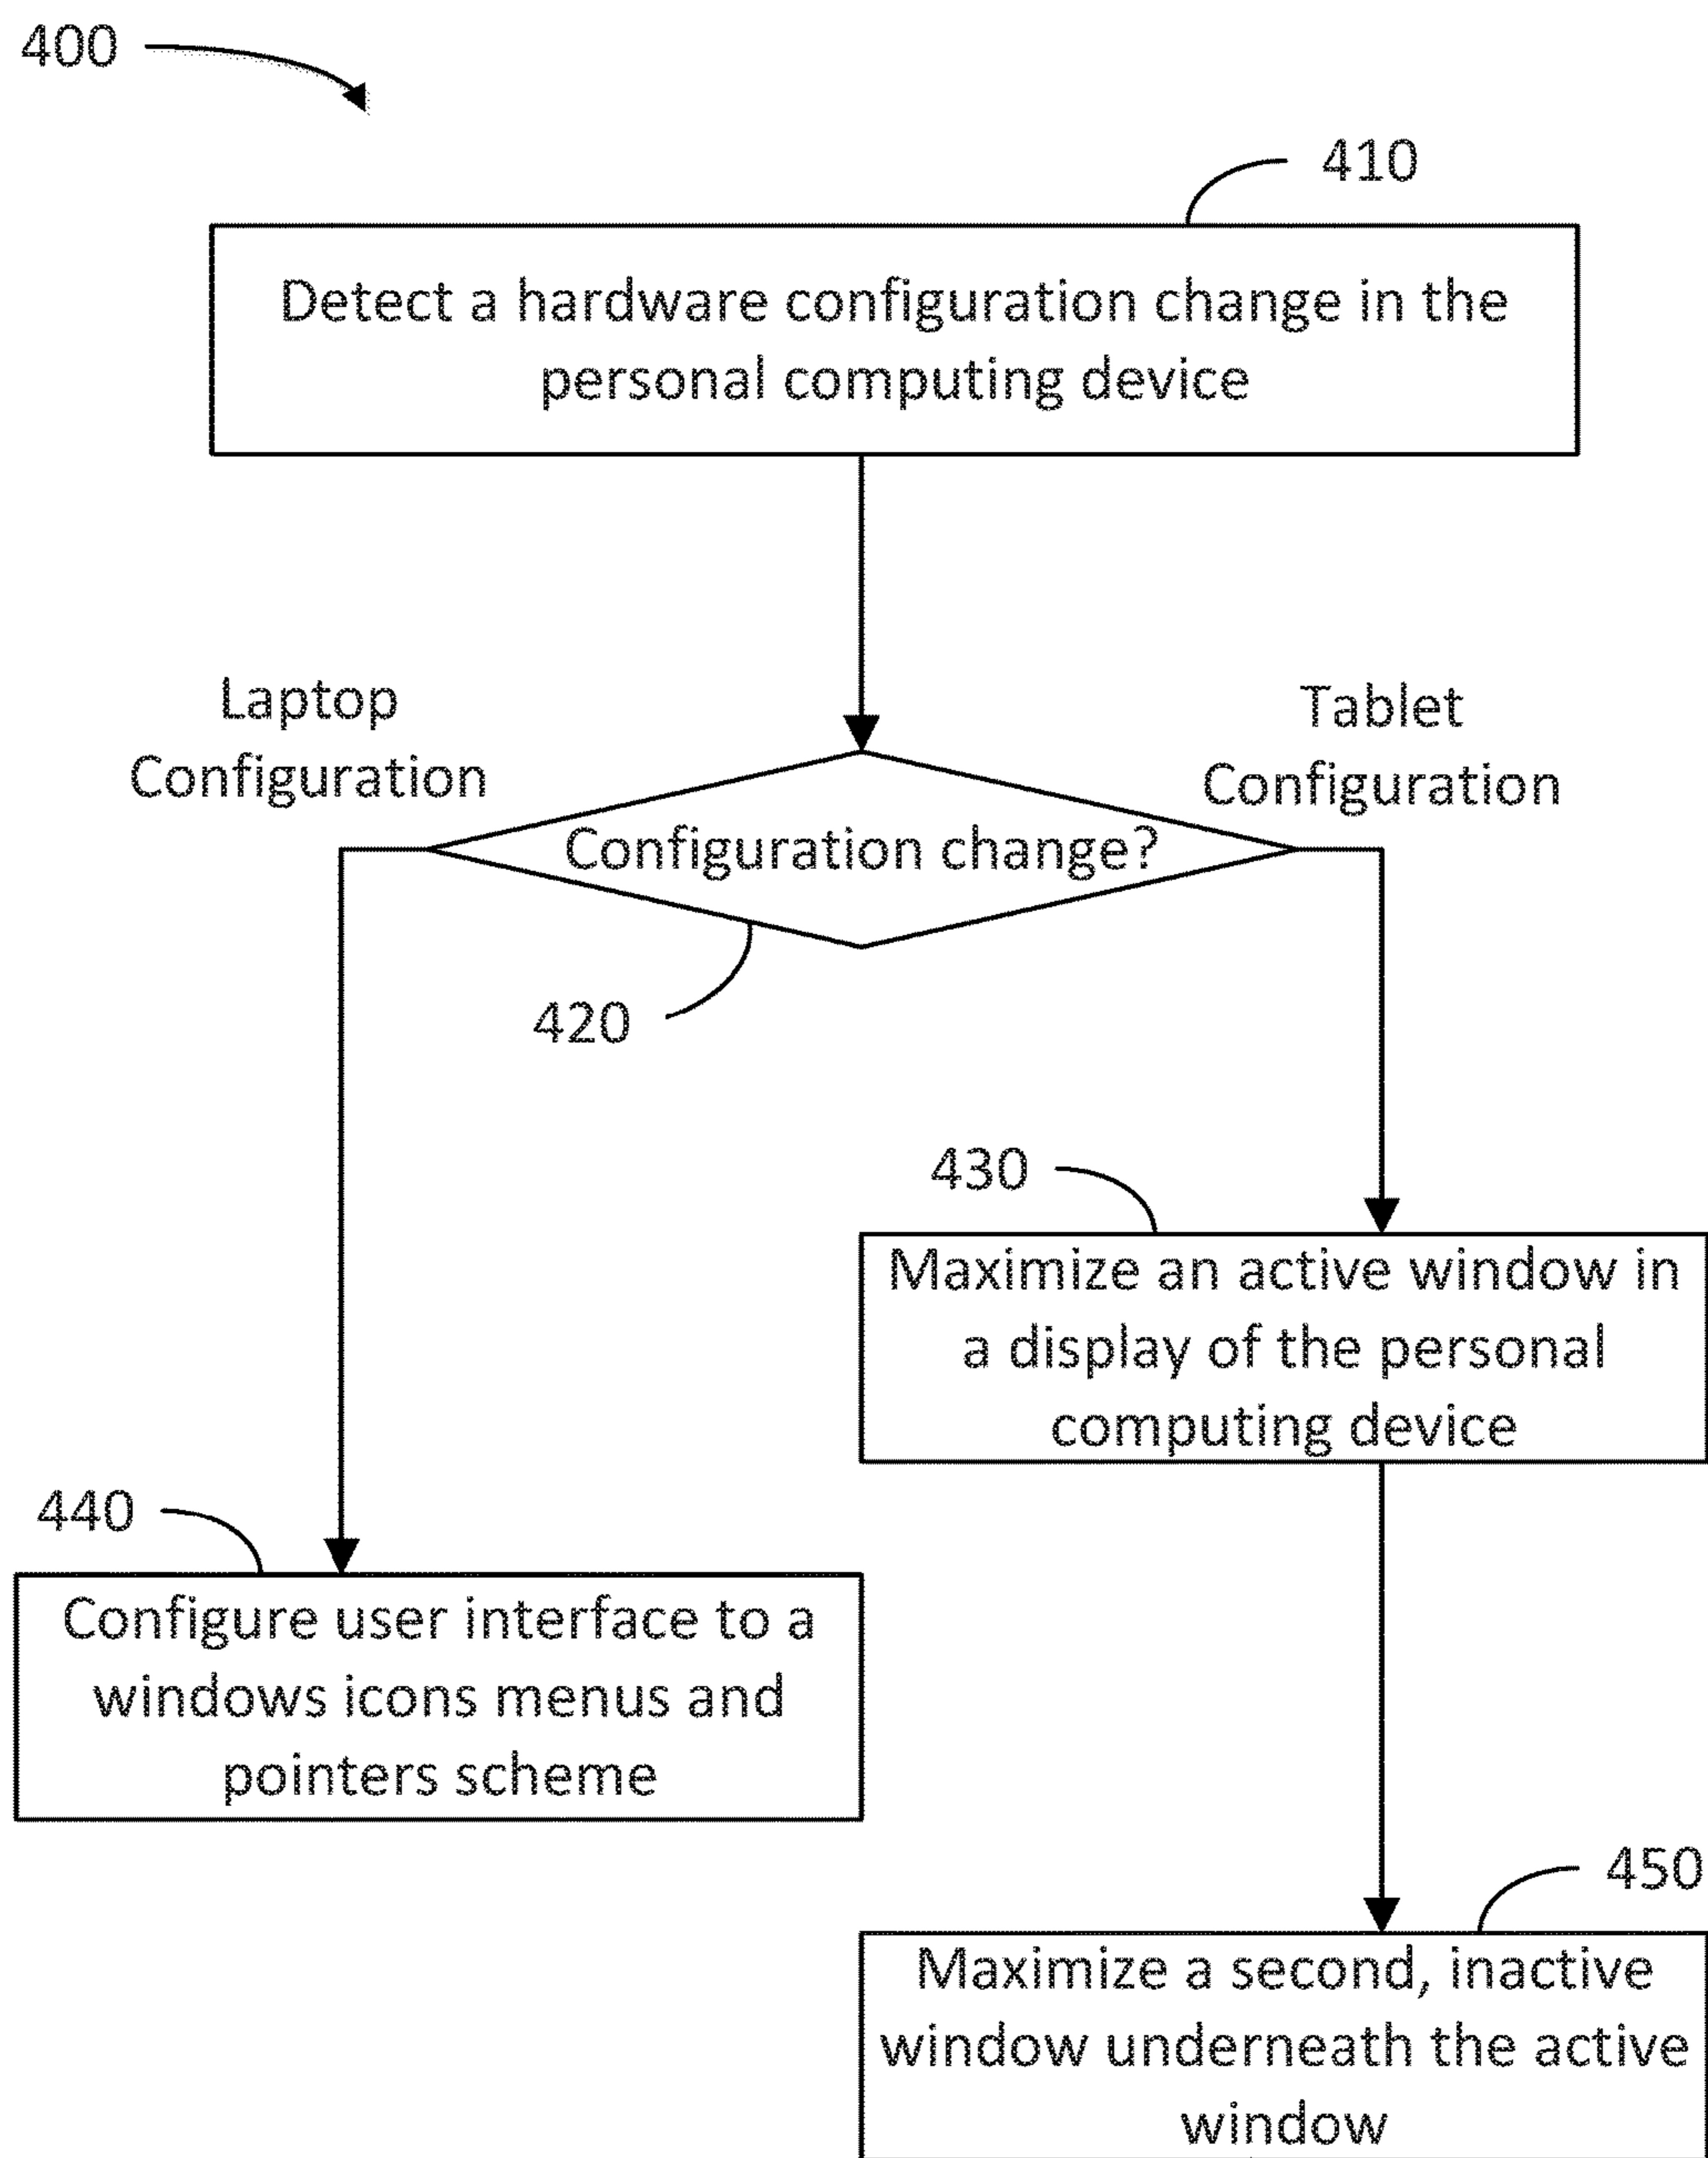 400
410
Detect a hardware configuration change in the
personal computing device
Laptop
Configuration
Tablet
Configuration
Configuration change?
420
430
Maximize an active window in
a display of the personal
computing device
440
Configure user interface to a
windows icons menus and
pointers scheme
450
Maximize a second, inactive
window underneath the active
window